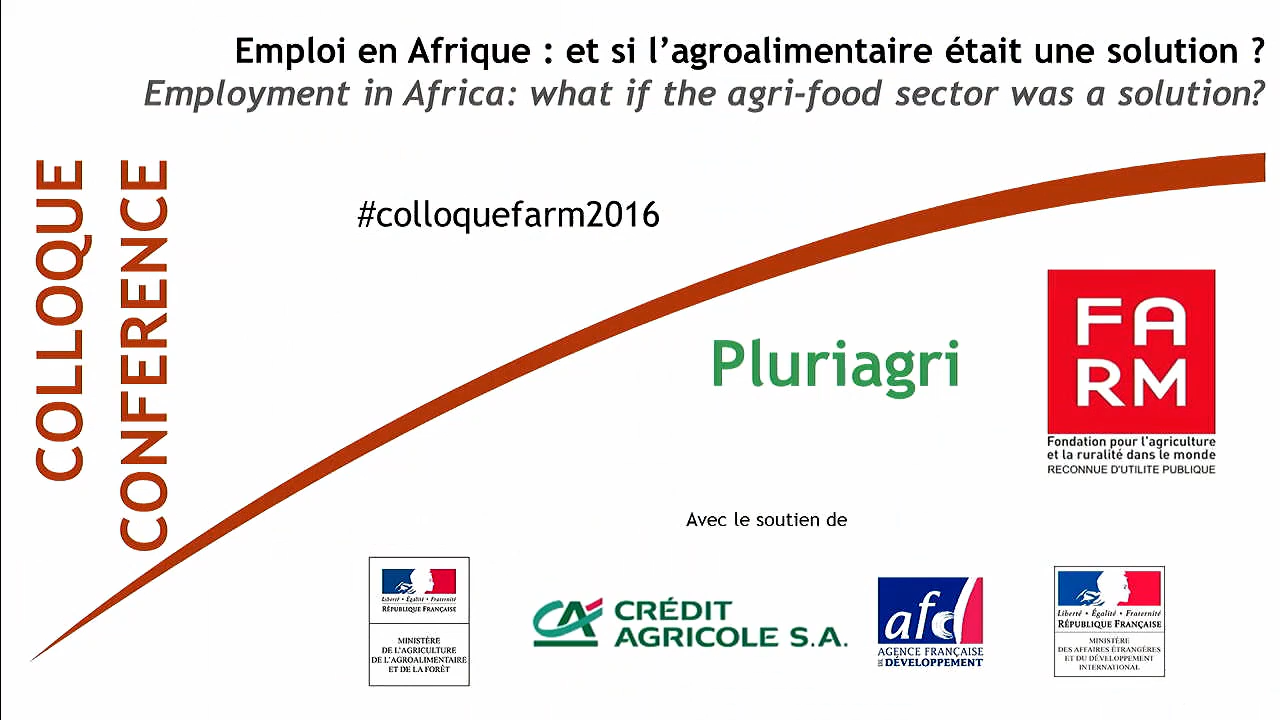 Emploi en Afrique : et si l’agroalimentaire était une solution ?
Employment in Africa: what if the agri-food sector was a solution?
COLLOQUE
CONFERENCE
#colloquefarm2016
Pluriagri
FA
RM
Fondation pour l'agriculture
et la ruralité dans le monde
RECONNUE D'UTILITE PUBLIQUE
Avec le soutien de
Liberté • Égalité • Fraternité
RÉPUBLIQUE FRANÇAISE
MINISTÈRE
DE L'AGRICULTURE
DE L'AGROALIMENTAIRE
ET DE LA FORÊT
CA
CRÉDIT
AGRICOLE S.A.
afd
AGENCE FRANÇAISE
DE DÉVELOPPEMENT
Liberté • Égalité • Fraternité
RÉPUBLIQUE FRANÇAISE
MINISTÈRE
DES AFFAIRES ÉTRANGÈRES
ET DU DÉVELOPPEMENT
INTERNATIONAL